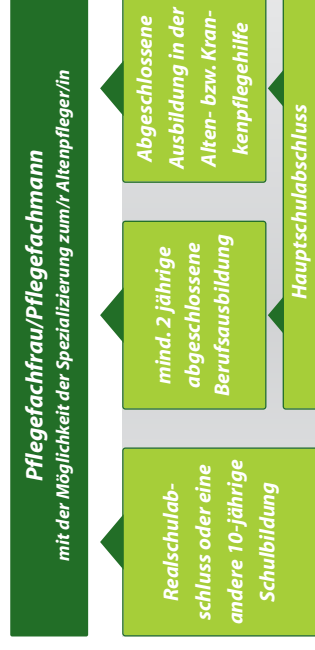 Pflegefachfrau/Pflegefachmann
mit der Möglichkeit der Spezializierung zum/r Altenpfleger/in
Realschulab-
schluss oder eine
andere 10-jährige
Schulbildung
mind. 2 jährige
abgeschlossene
Berufsausbildung
Abgeschlossene
Ausbildung in der
Alten- bzw. Kran-
kenpflegehilfe
Hauptschulabschluss